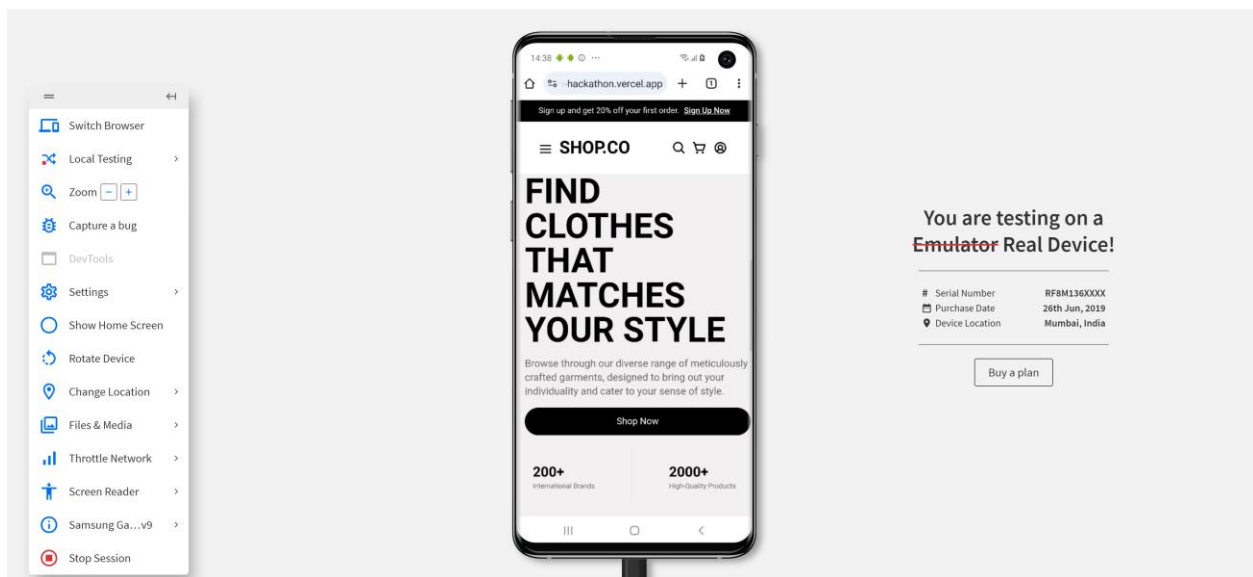 Switch Browser
Local Testing
Zoom - +
Capture a bug
DevTools
Settings
Show Home Screen
Rotate Device
Change Location
Files & Media
Throttle Network
Screen Reader
Samsung Ga...v9
Stop Session
14:38
-hackathon.vercel.app
1
Sign up and get 20% off your first order. Sign Up Now
SHOP.CO
FIND
CLOTHES
THAT
MATCHES
YOUR STYLE
Browse through our diverse range of meticulously
crafted garments, designed to bring out your
individuality and cater to your sense of style.
Shop Now
200+ 2000+
International Brands High-Quality Products
You are testing on a
Emulator Real Device!
# Serial Number RF8M136XXXX
Purchase Date 26th Jun, 2019
Device Location Mumbai, India
Buy a plan